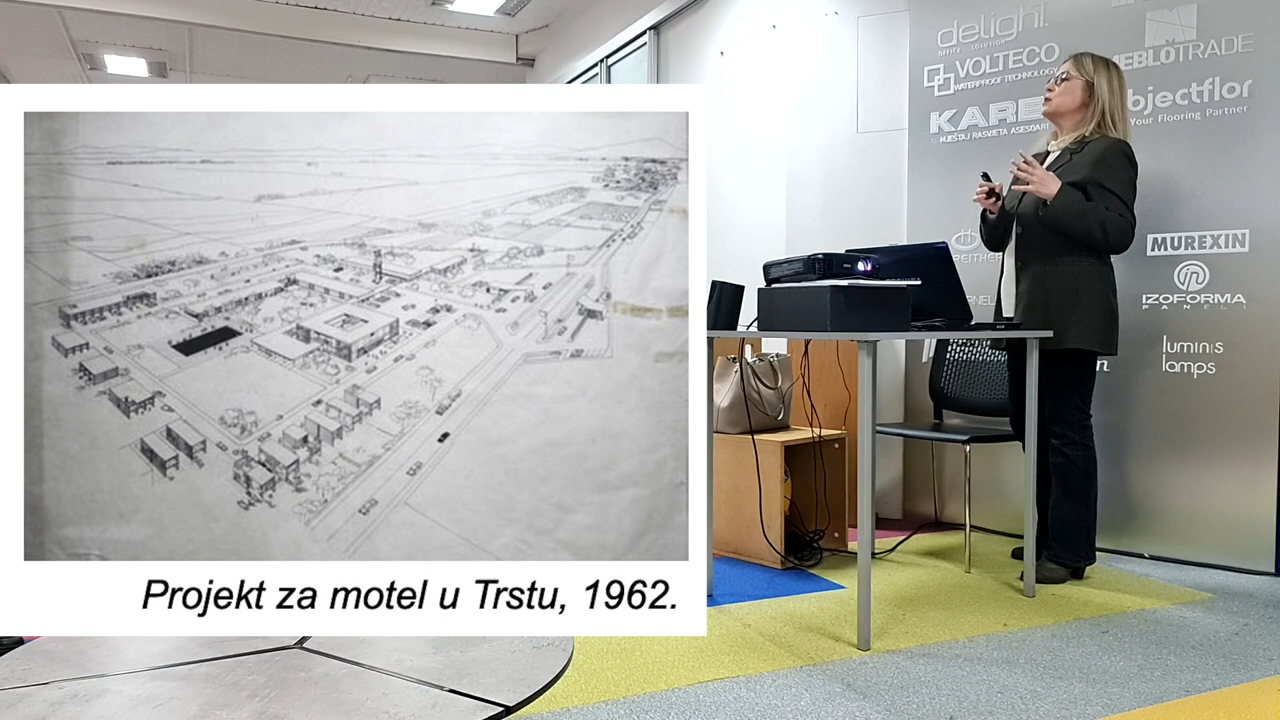 Projekt za motel u Trstu, 1962.
delight
OFFICE SOLUTION
VOLTECO
WATERPROOF TECHNOLOGY
KARE
MEBLOTRADE
objectflor
Your Flooring Partner
MUREXIN
IZOFORMA
PANELI
luminis
lamps